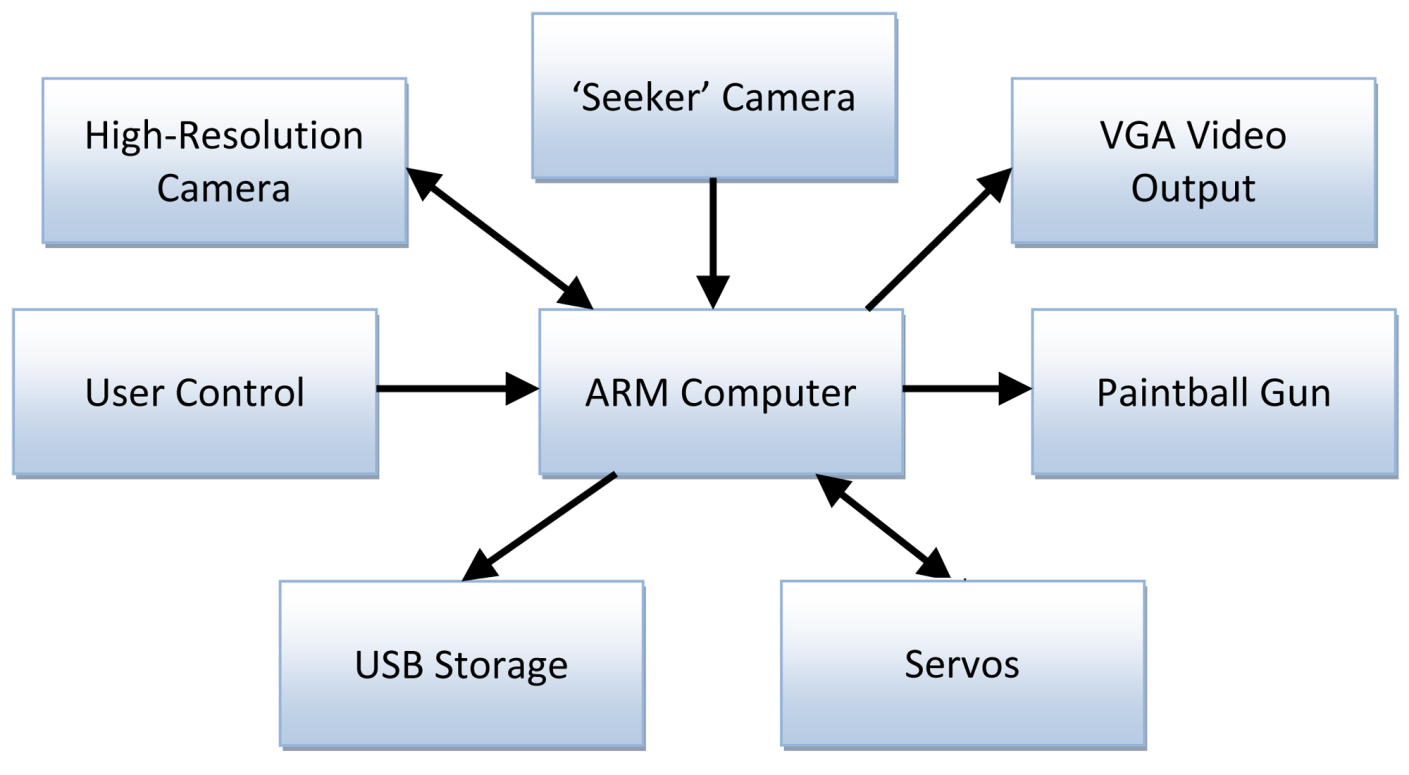 ‘Seeker’ Camera
High-Resolution
Camera
VGA Video
Output
User Control
ARM Computer
Paintball Gun
USB Storage
Servos